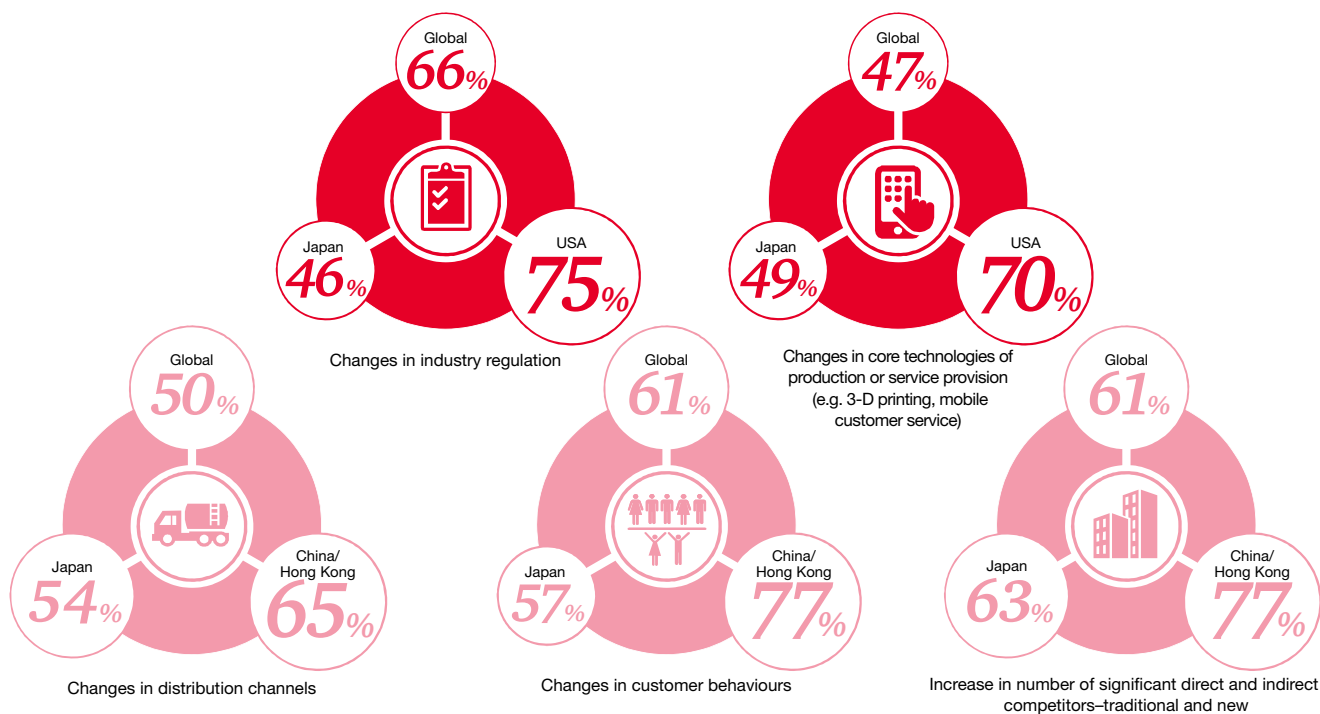 Global
66%
Japan
46%
USA
75%
Changes in industry regulation
Global
47%
Japan
49%
USA
70%
Changes in core technologies of
production or service provision
(e.g. 3-D printing, mobile
customer service)
Global
50%
Japan
54%
China/
Hong Kong
65%
Changes in distribution channels
Global
61%
Japan
57%
China/
Hong Kong
77%
Changes in customer behaviours
Global
61%
Japan
63%
China/
Hong Kong
77%
Increase in number of significant direct and indirect
competitors–traditional and new